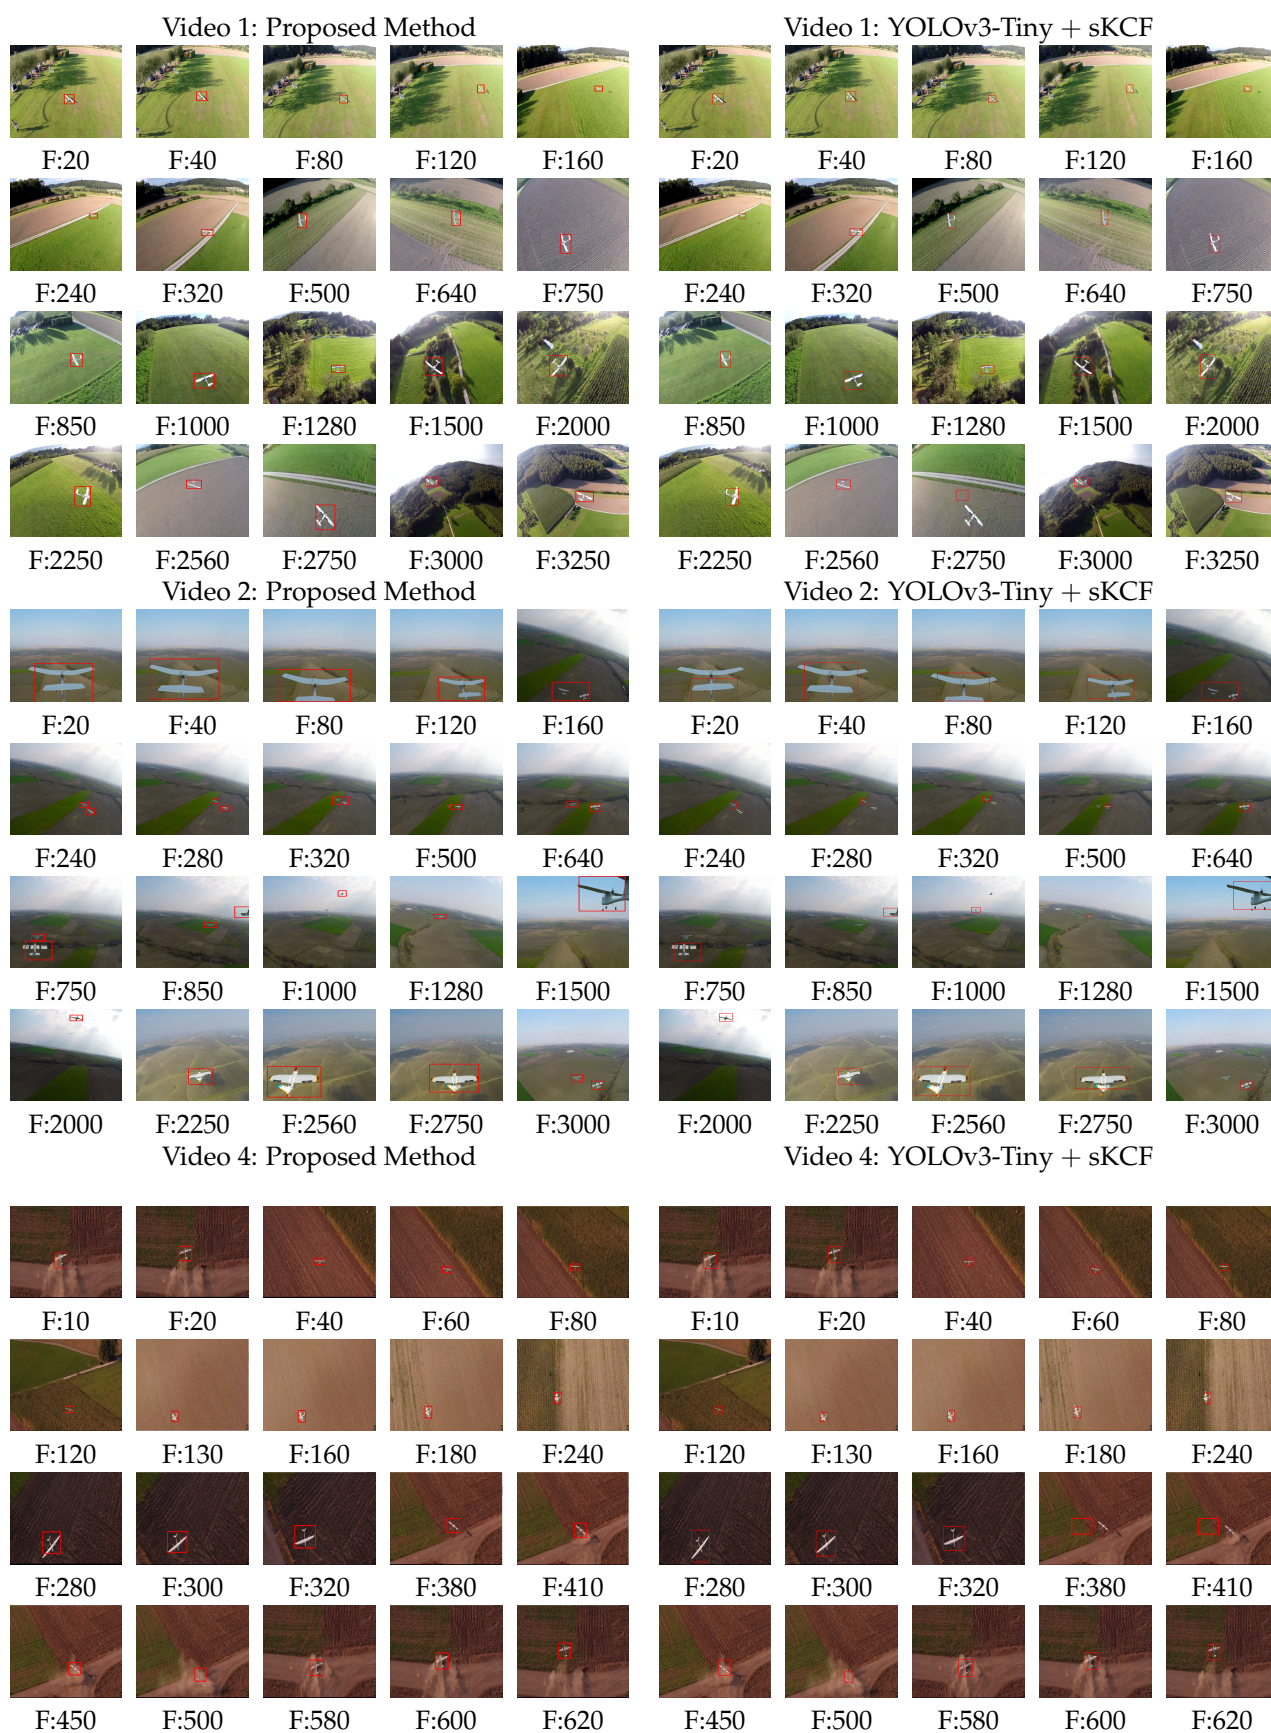 Video 1: Proposed Method Video 1: YOLOv3-Tiny + sKCF
F:20 F:40 F:80 F:120 F:160 F:20 F:40 F:80 F:120 F:160
F:240 F:320 F:500 F:640 F:750 F:240 F:320 F:500 F:640 F:750
F:850 F:1000 F:1280 F:1500 F:2000 F:850 F:1000 F:1280 F:1500 F:2000
F:2250 F:2560 F:2750 F:3000 F:3250 F:2250 F:2560 F:2750 F:3000 F:3250
Video 2: Proposed Method Video 2: YOLOv3-Tiny + sKCF
F:20 F:40 F:80 F:120 F:160 F:20 F:40 F:80 F:120 F:160
F:240 F:280 F:320 F:500 F:640 F:240 F:280 F:320 F:500 F:640
F:750 F:850 F:1000 F:1280 F:1500 F:750 F:850 F:1000 F:1280 F:1500
F:2000 F:2250 F:2560 F:2750 F:3000 F:2000 F:2250 F:2560 F:2750 F:3000
Video 4: Proposed Method Video 4: YOLOv3-Tiny + sKCF
F:10 F:20 F:40 F:60 F:80 F:10 F:20 F:40 F:60 F:80
F:120 F:130 F:160 F:180 F:240 F:120 F:130 F:160 F:180 F:240
F:280 F:300 F:320 F:380 F:410 F:280 F:300 F:320 F:380 F:410
F:450 F:500 F:580 F:600 F:620 F:450 F:500 F:580 F:600 F:620